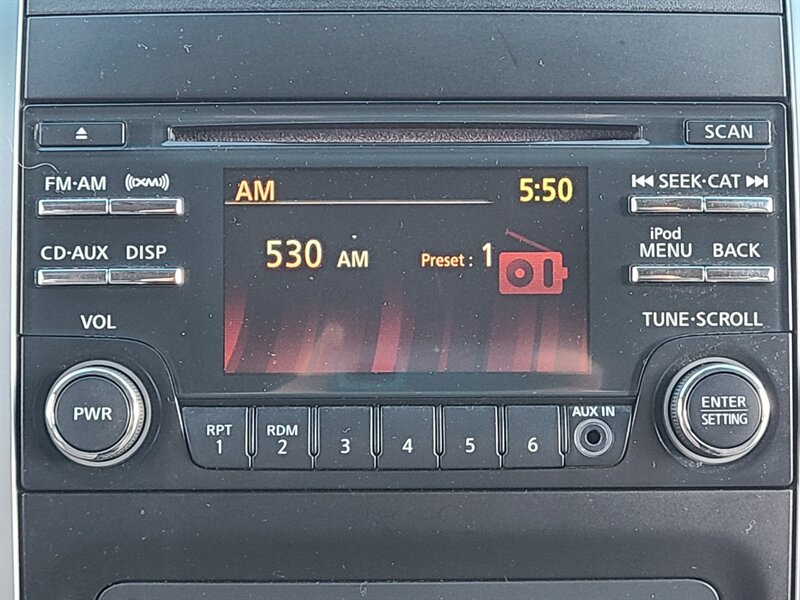 SCAN
FM·AM
((XM))
SEEK·CAT
AM
5:50
CD·AUX
DISP
530 AM
Preset : 1
iPod
MENU
BACK
VOL
TUNE·SCROLL
PWR
ENTER
SETTING
RPT
1
RDM
2
3
4
5
6
AUX IN